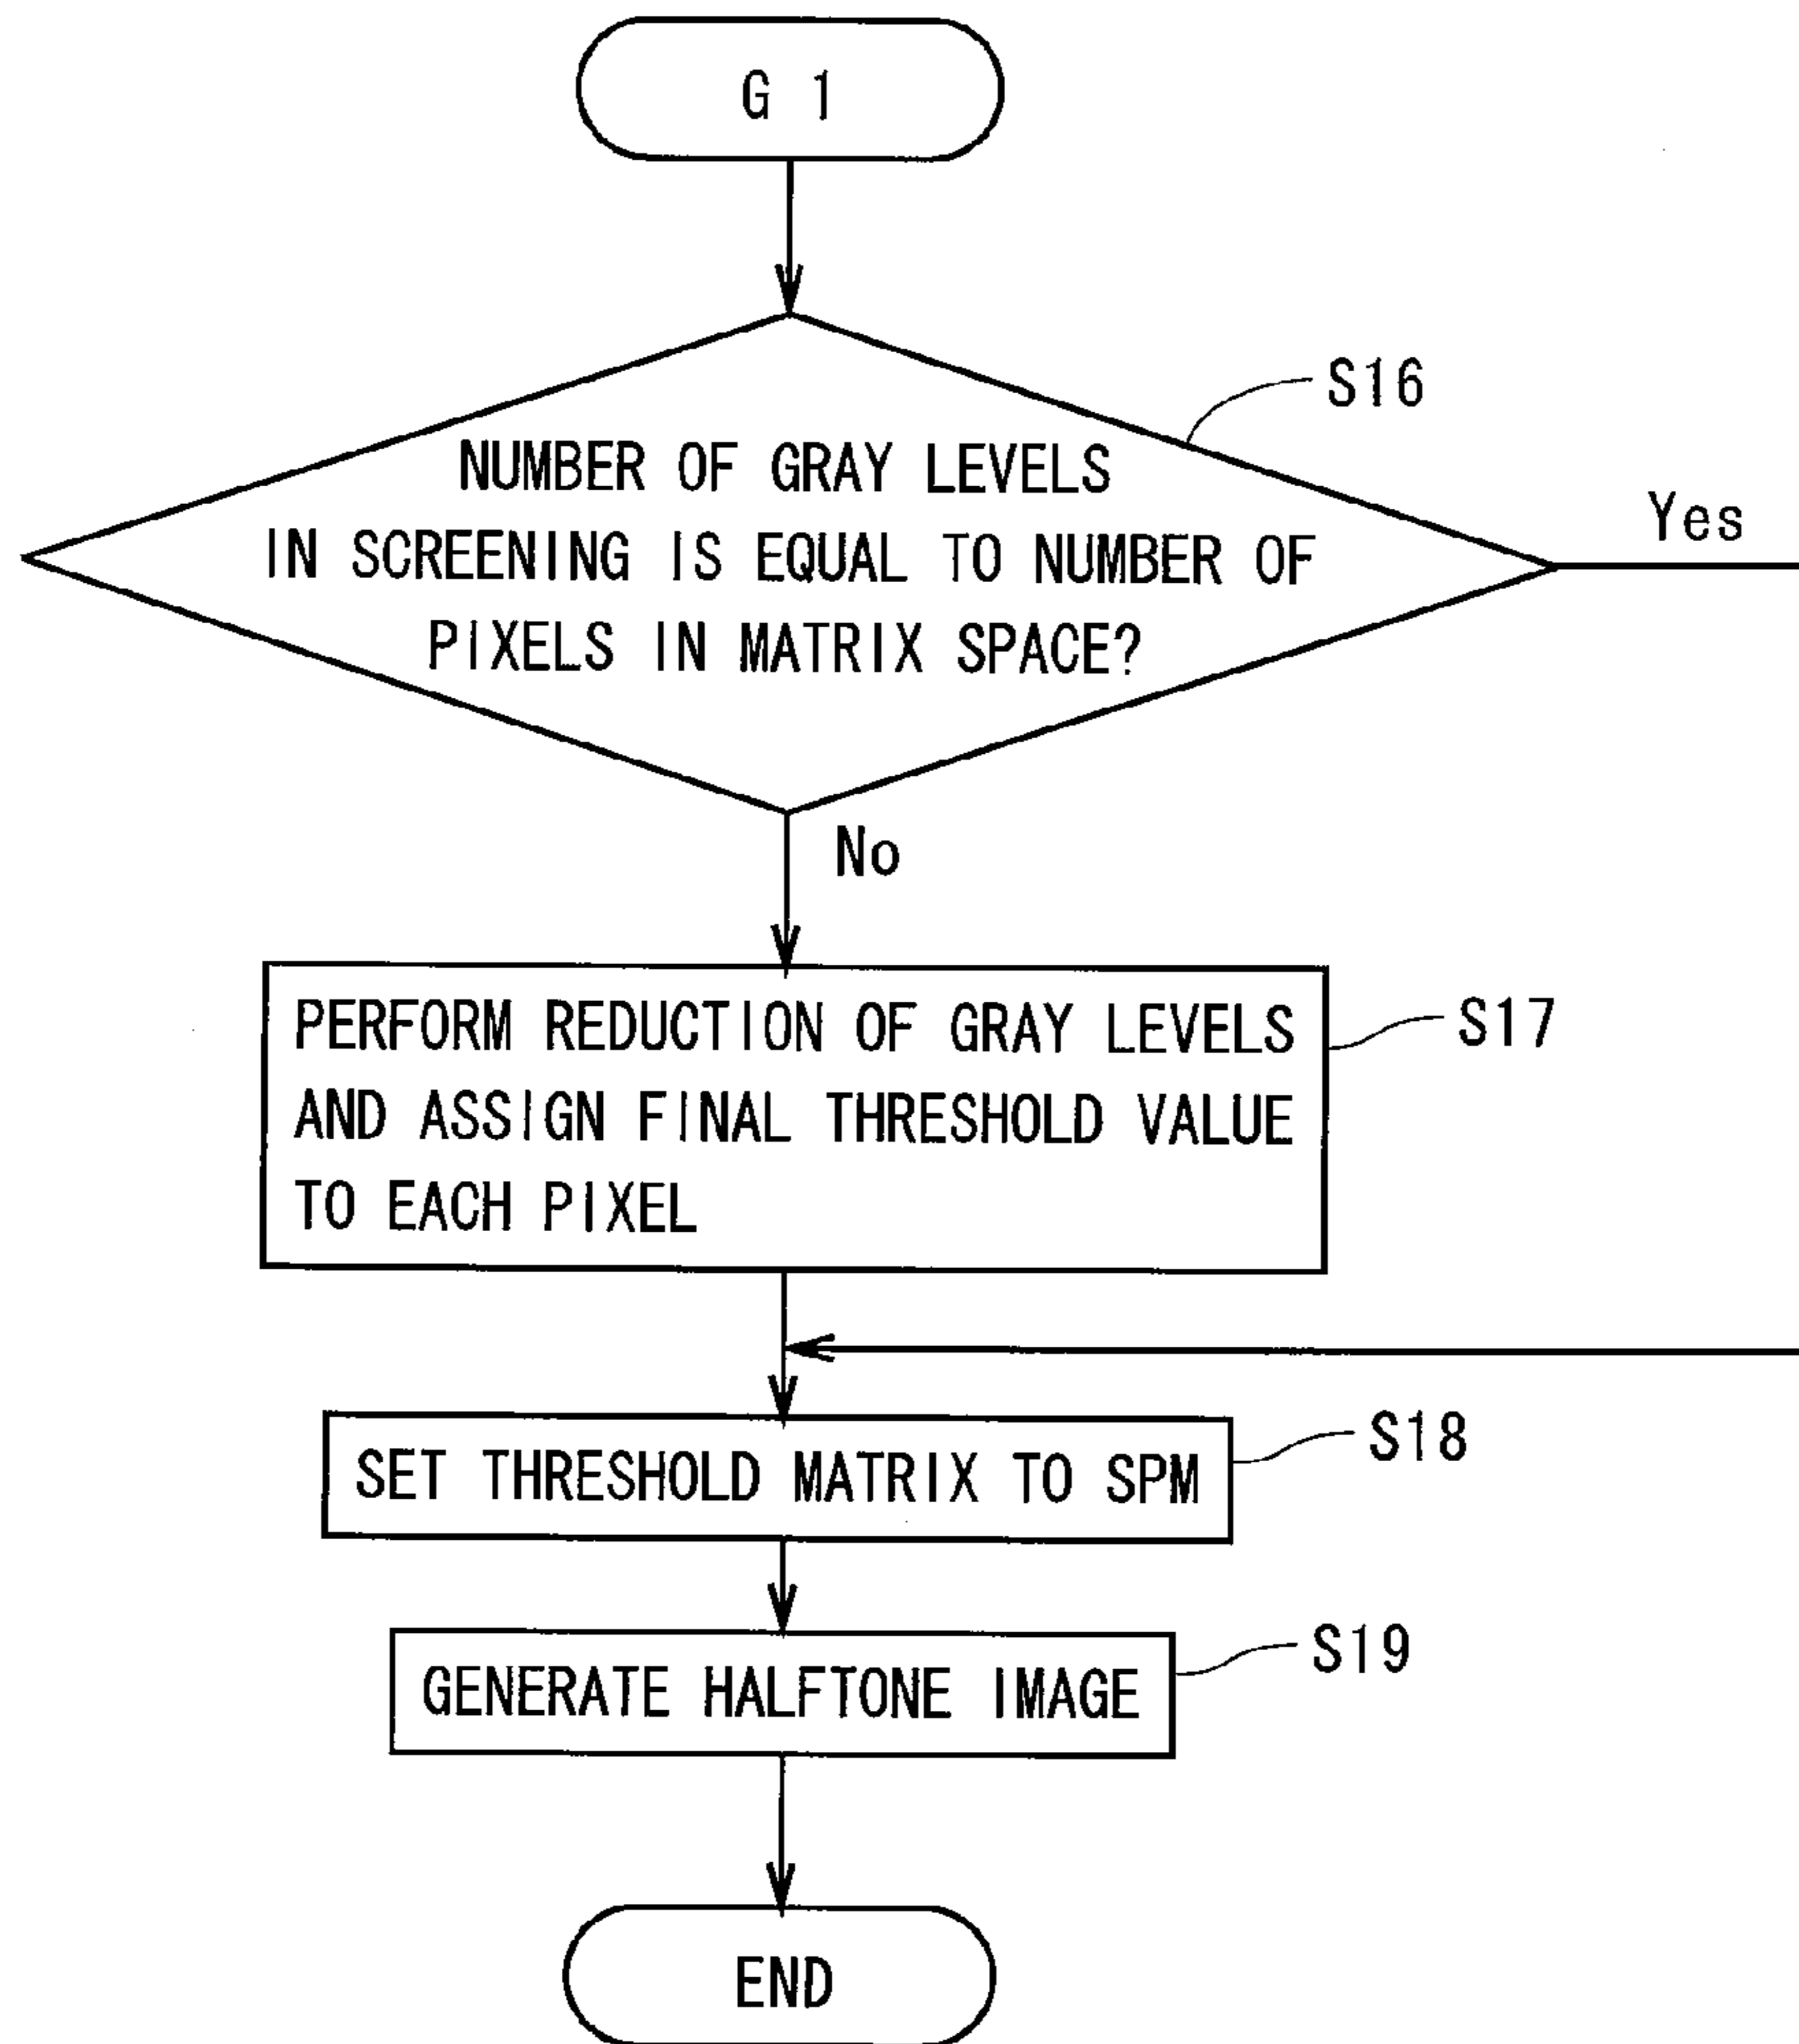 G 1
S16
NUMBER OF GRAY LEVELS
IN SCREENING IS EQUAL TO NUMBER OF
PIXELS IN MATRIX SPACE?
Yes
No
PERFORM REDUCTION OF GRAY LEVELS
AND ASSIGN FINAL THRESHOLD VALUE
TO EACH PIXEL
S17
SET THRESHOLD MATRIX TO SPM
S18
GENERATE HALFTONE IMAGE
S19
END